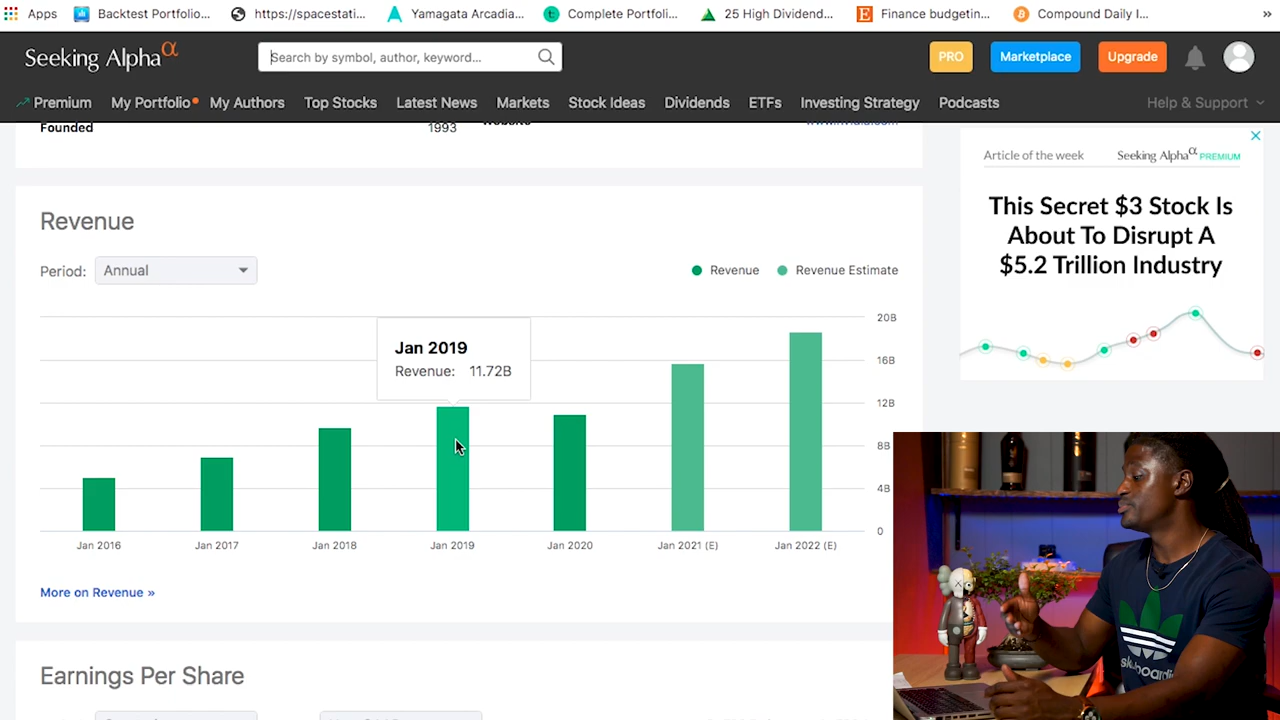 Apps
Backtest Portfolio...
https://spacestati...
Yamagata Arcadia...
Complete Portfoli...
25 High Dividend...
Finance budgetin...
Compound Daily I...
»
Seeking Alphaα
Search by symbol, author, keyword...
PRO
Marketplace
Upgrade
Premium
My Portfolio
My Authors
Top Stocks
Latest News
Markets
Stock Ideas
Dividends
ETFs
Investing Strategy
Podcasts
Help & Support
Founded
1993
Website
Revenue
Period:
Annual
Revenue
Revenue Estimate
Jan 2019
Revenue: 11.72B
20B
16B
12B
8B
4B
0
Jan 2016
Jan 2017
Jan 2018
Jan 2019
Jan 2020
Jan 2021 (E)
Jan 2022 (E)
More on Revenue »
Earnings Per Share
Article of the week
Seeking Alphaα PREMIUM
This Secret $3 Stock Is
About To Disrupt A
$5.2 Trillion Industry